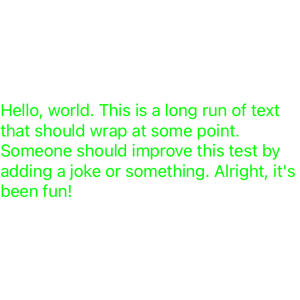 Hello, world. This is a long run of text
that should wrap at some point.
Someone should improve this test by
adding a joke or something. Alright, it's
been fun!